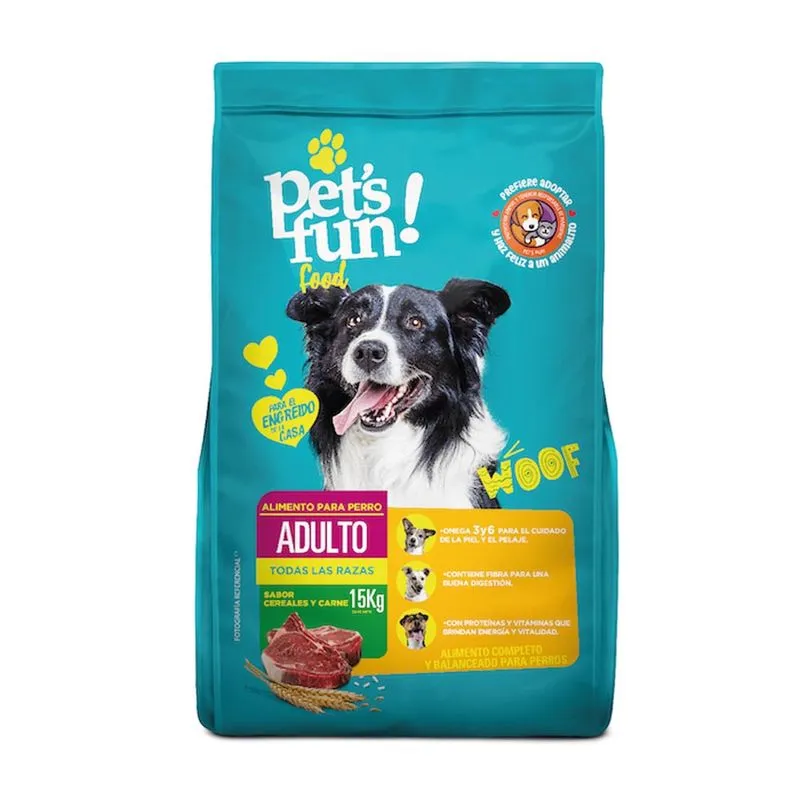 Pet's
fun!
food
PREFIERE ADOPTAR
Y HAZ FELIZ A UN ANIMALITO
PARA EL
ENGREÍDO
DE LA
CASA
WOOF
ALIMENTO PARA PERRO
ADULTO
TODAS LAS RAZAS
SABOR
CEREALES Y CARNE
15Kg
•OMEGA 3y6 PARA EL CUIDADO
DE LA PIEL Y EL PELAJE.
•CONTIENE FIBRA PARA UNA
BUENA DIGESTIÓN.
•CON PROTEÍNAS Y VITAMINAS QUE
BRINDAN ENERGÍA Y VITALIDAD.
ALIMENTO COMPLETO
Y BALANCEADO PARA PERROS
FOTOGRAFÍA REFERENCIAL